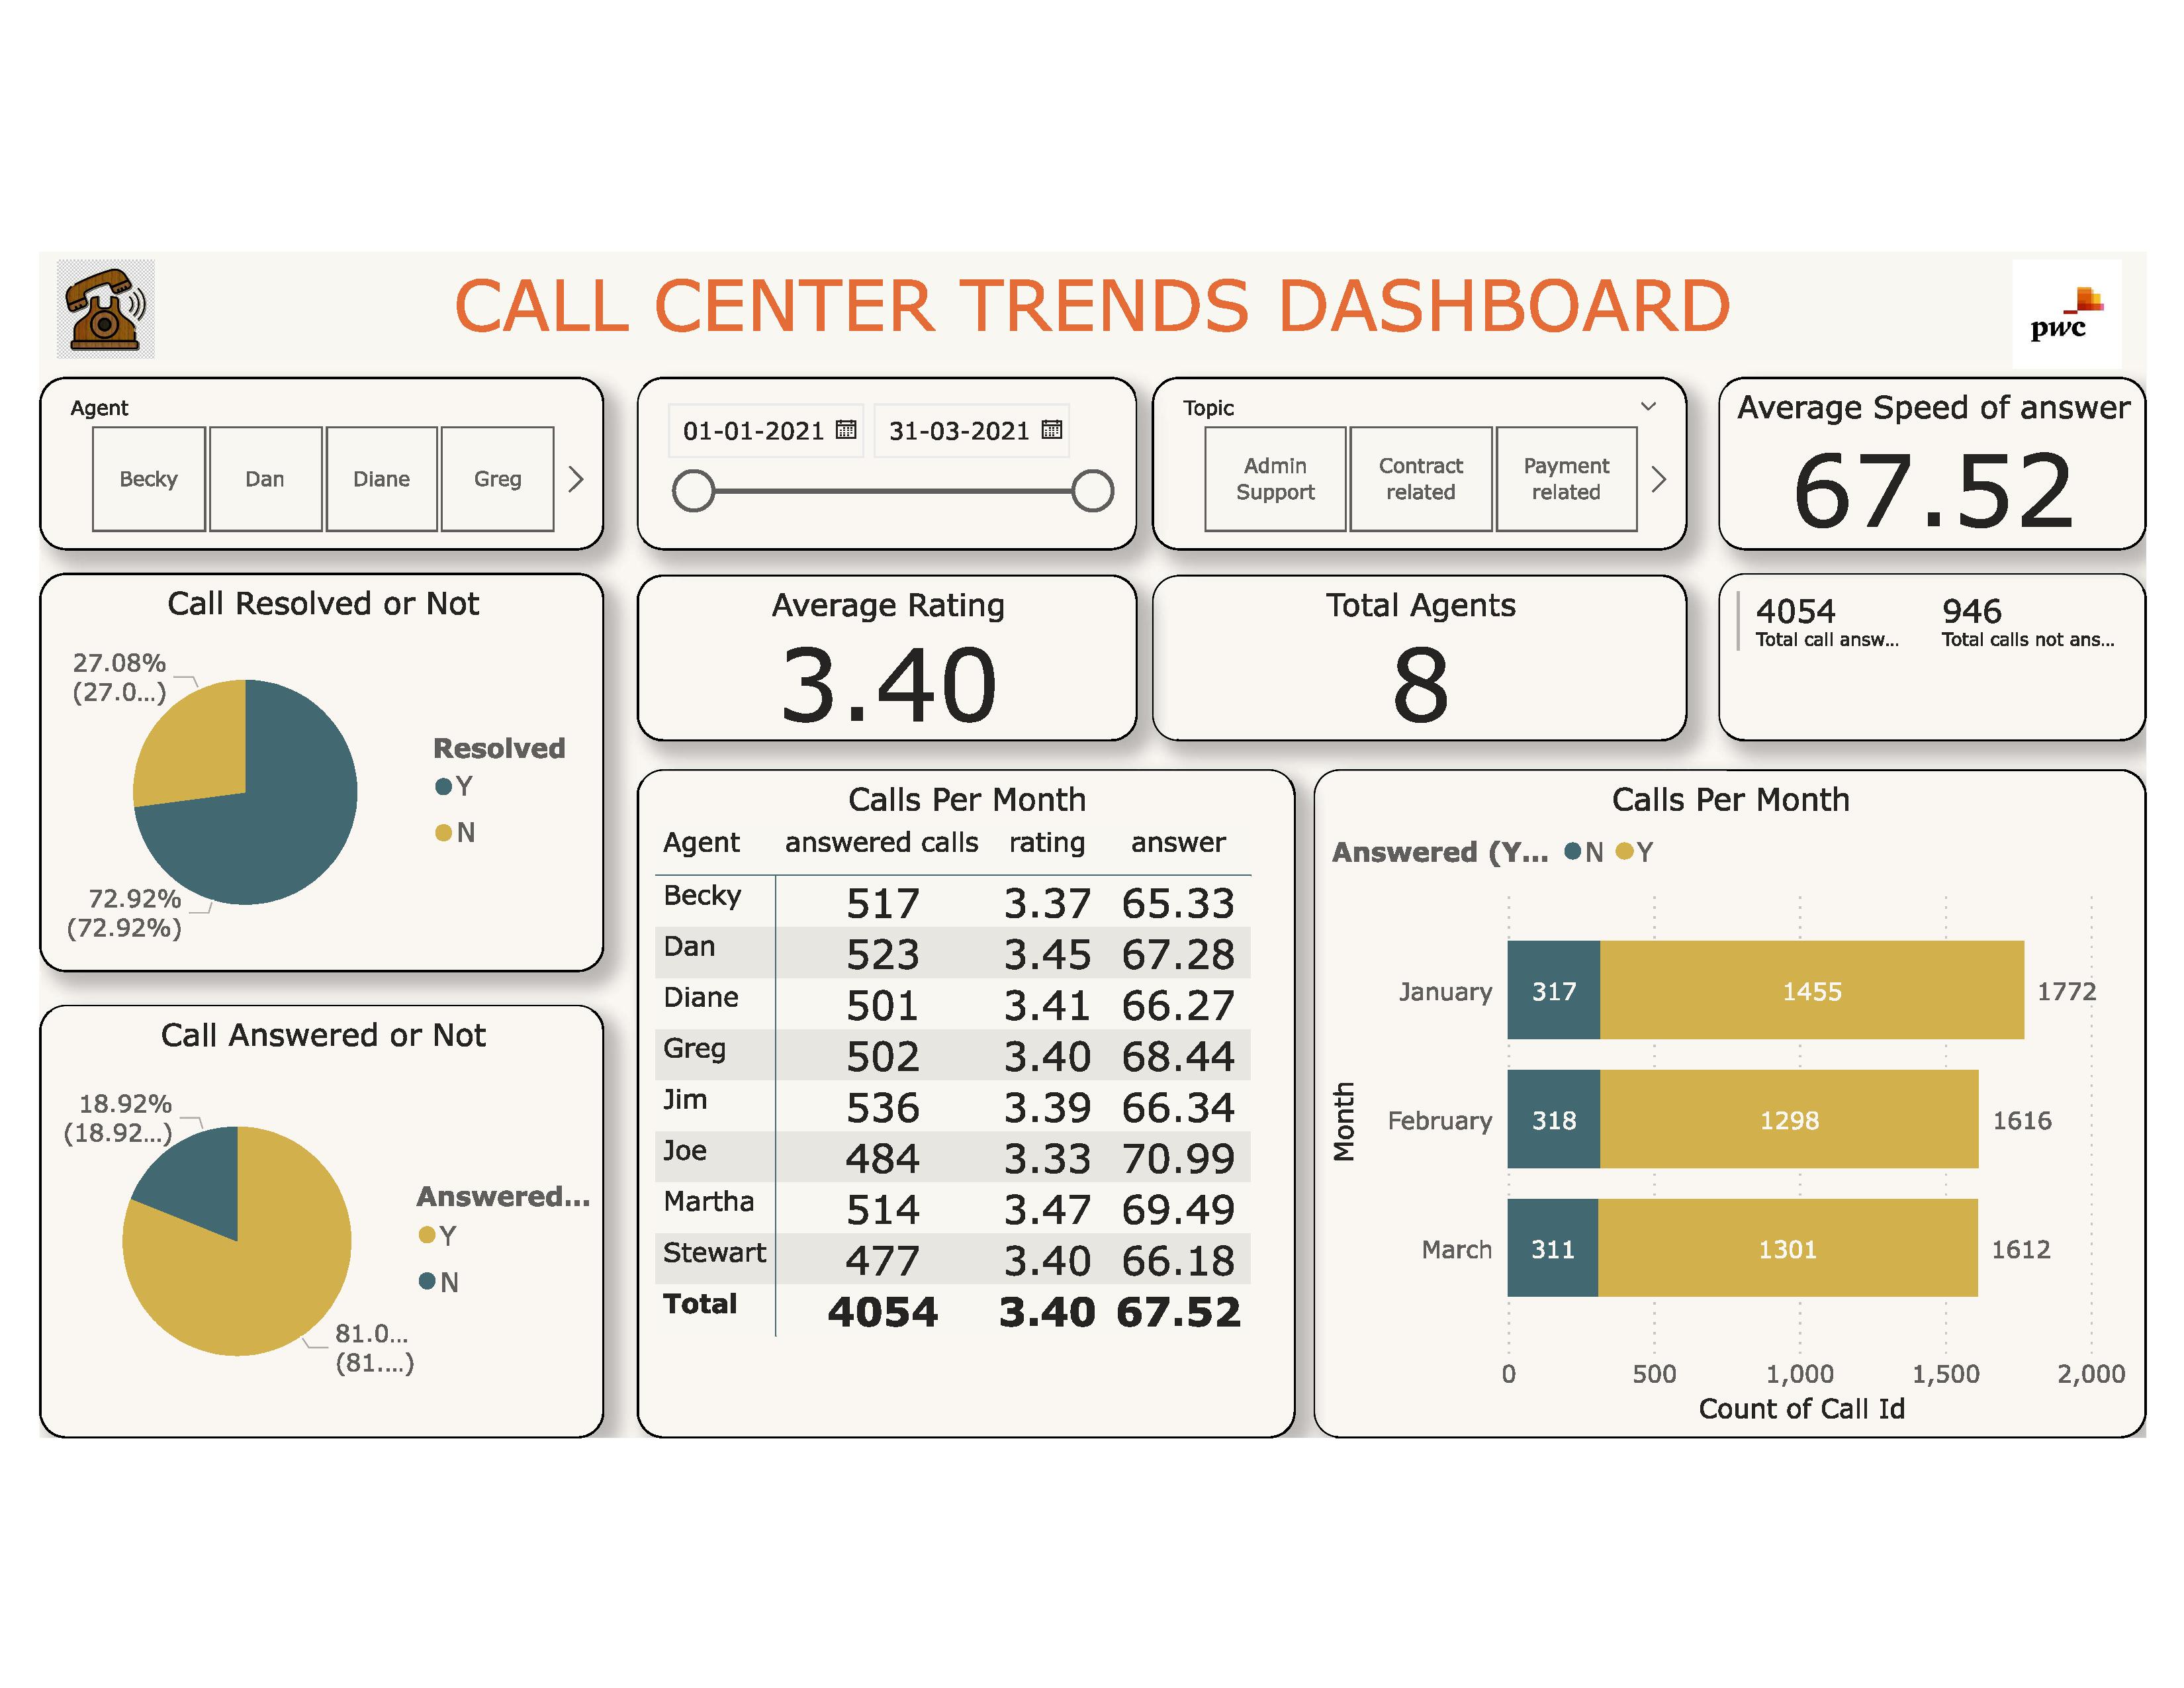 CALL CENTER TRENDS DASHBOARD
pwc
Agent
Becky
Dan
Diane
Greg
01-01-2021
31-03-2021
Topic
Admin
Support
Contract
related
Payment
related
Average Speed of answer
67.52
Call Resolved or Not
27.08%
(27.0...)
72.92%
(72.92%)
Resolved
Y
N
Average Rating
3.40
Total Agents
8
4054
Total call answ...
946
Total calls not ans...
Call Answered or Not
18.92%
(18.92...)
81.0...
(81....)
Answered...
Y
N
Calls Per Month
Agent answered calls rating answer
Becky 517 3.37 65.33
Dan 523 3.45 67.28
Diane 501 3.41 66.27
Greg 502 3.40 68.44
Jim 536 3.39 66.34
Joe 484 3.33 70.99
Martha 514 3.47 69.49
Stewart 477 3.40 66.18
Total 4054 3.40 67.52
Calls Per Month
Answered (Y... N Y
Month
January 317 1455 1772
February 318 1298 1616
March 311 1301 1612
0 500 1,000 1,500 2,000
Count of Call Id